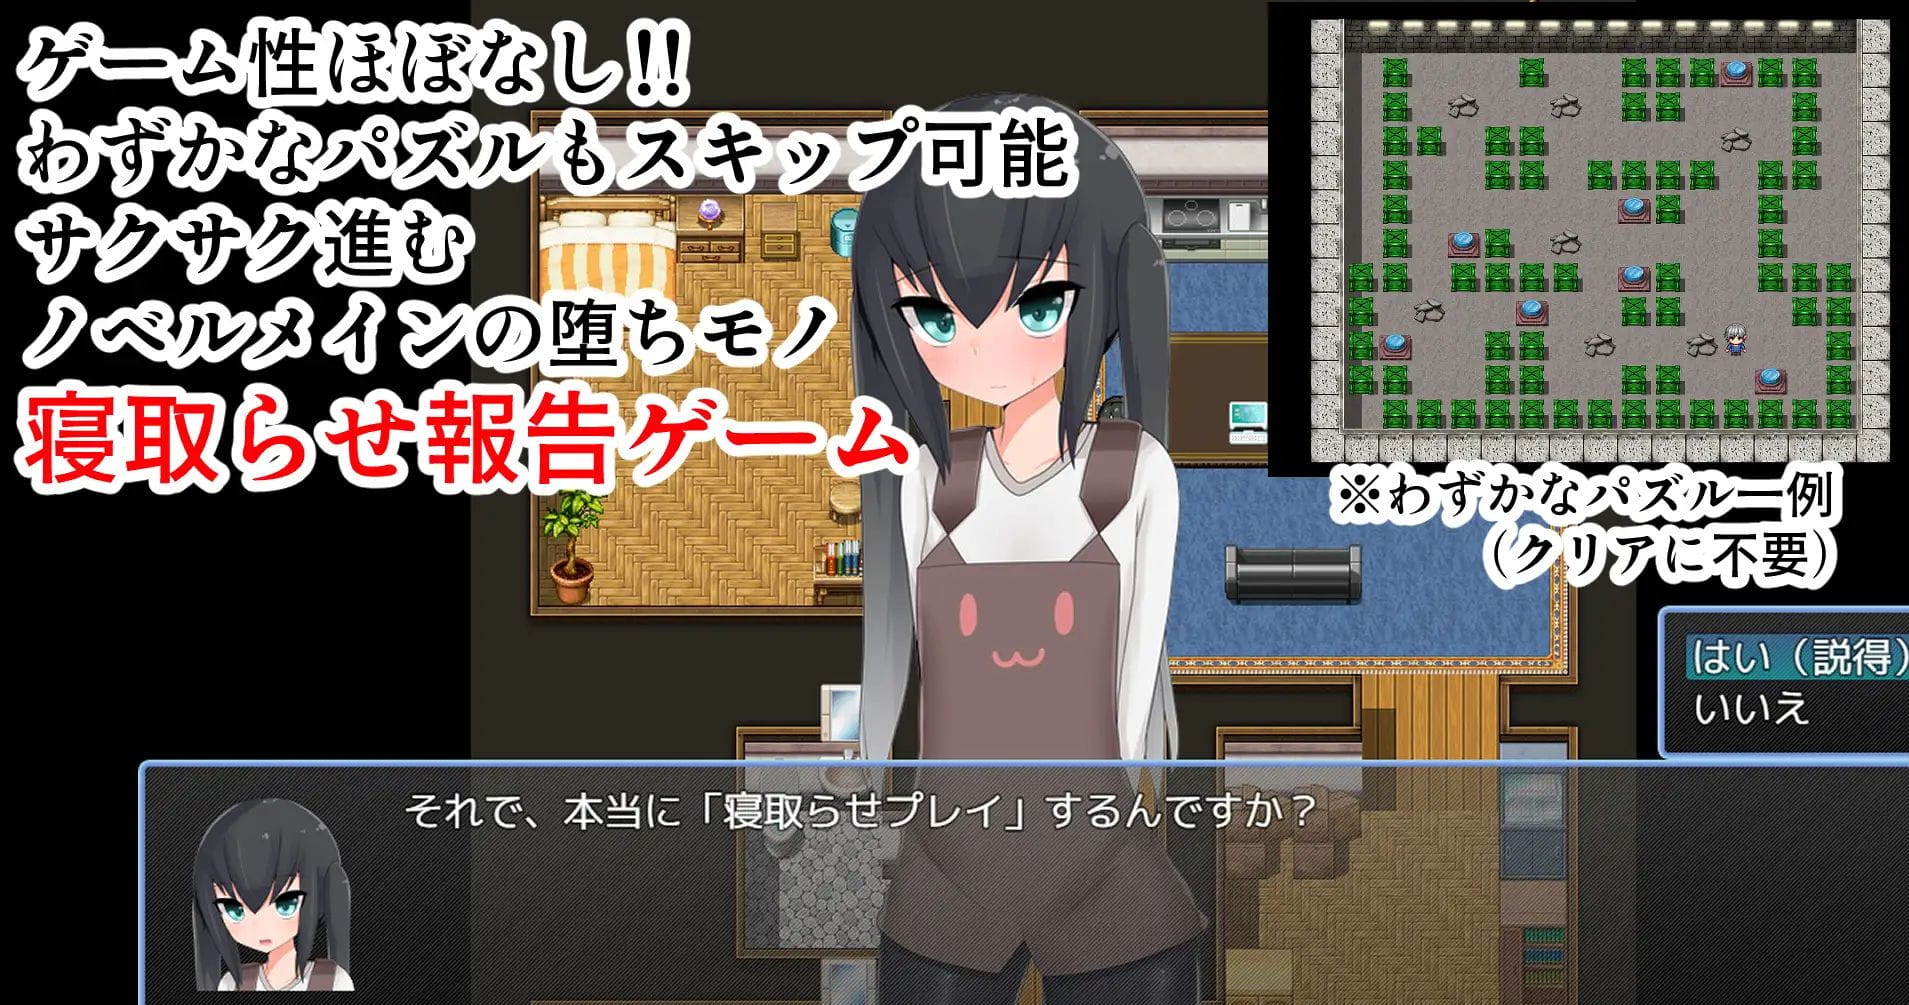 ゲーム性ほぼなし!!
わずかなパズルもスキップ可能
サクサク進む
ノベルメインの堕ちモノ
寝取らせ報告ゲーム
※わずかなパズル一例
（クリアに不要）
はい（説得）
いいえ
それで、本当に「寝取らせプレイ」するんですか？